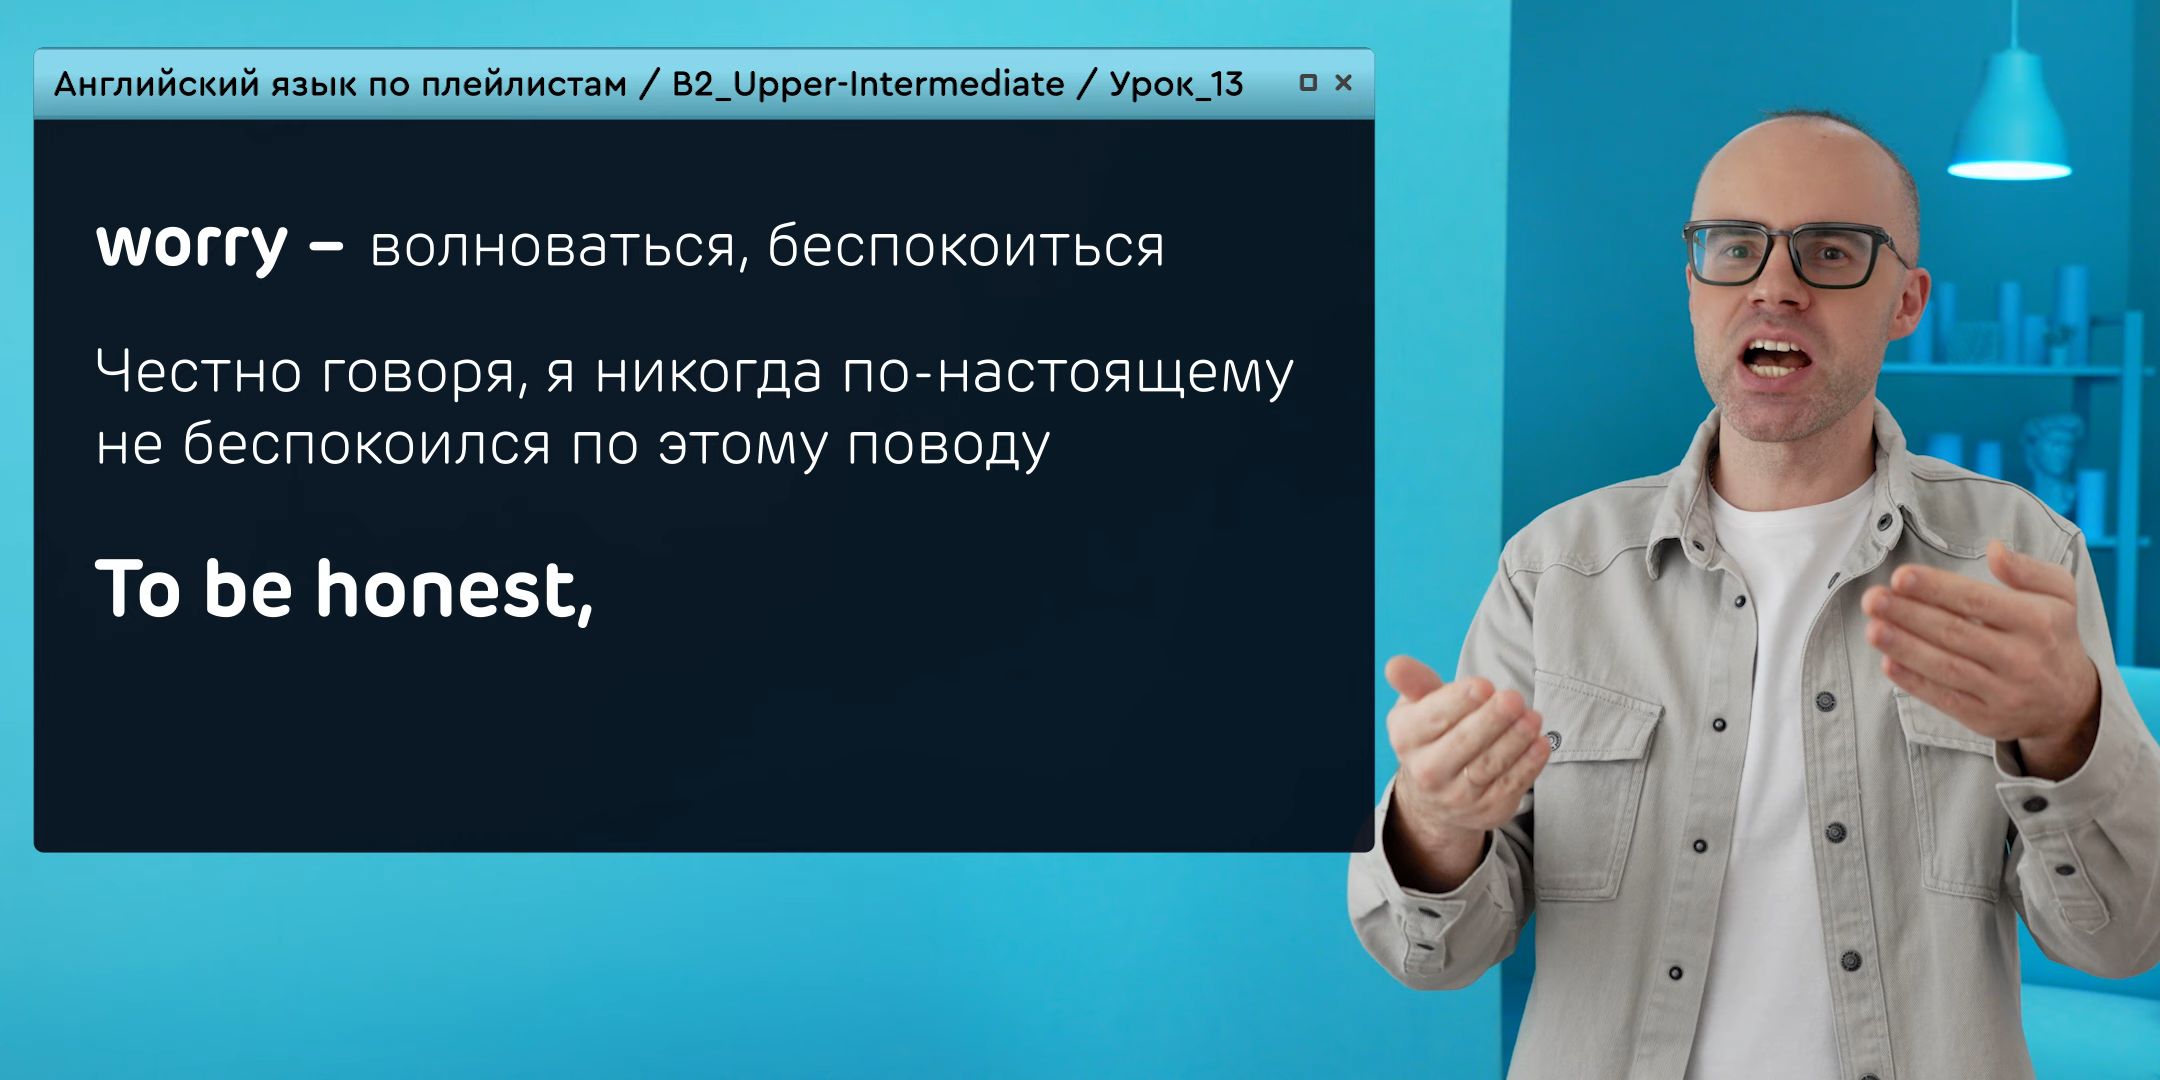 Английский язык по плейлистам / B2_Upper-Intermediate / Урок_13
worry – волноваться, беспокоиться
Честно говоря, я никогда по-настоящему
не беспокоился по этому поводу
To be honest,